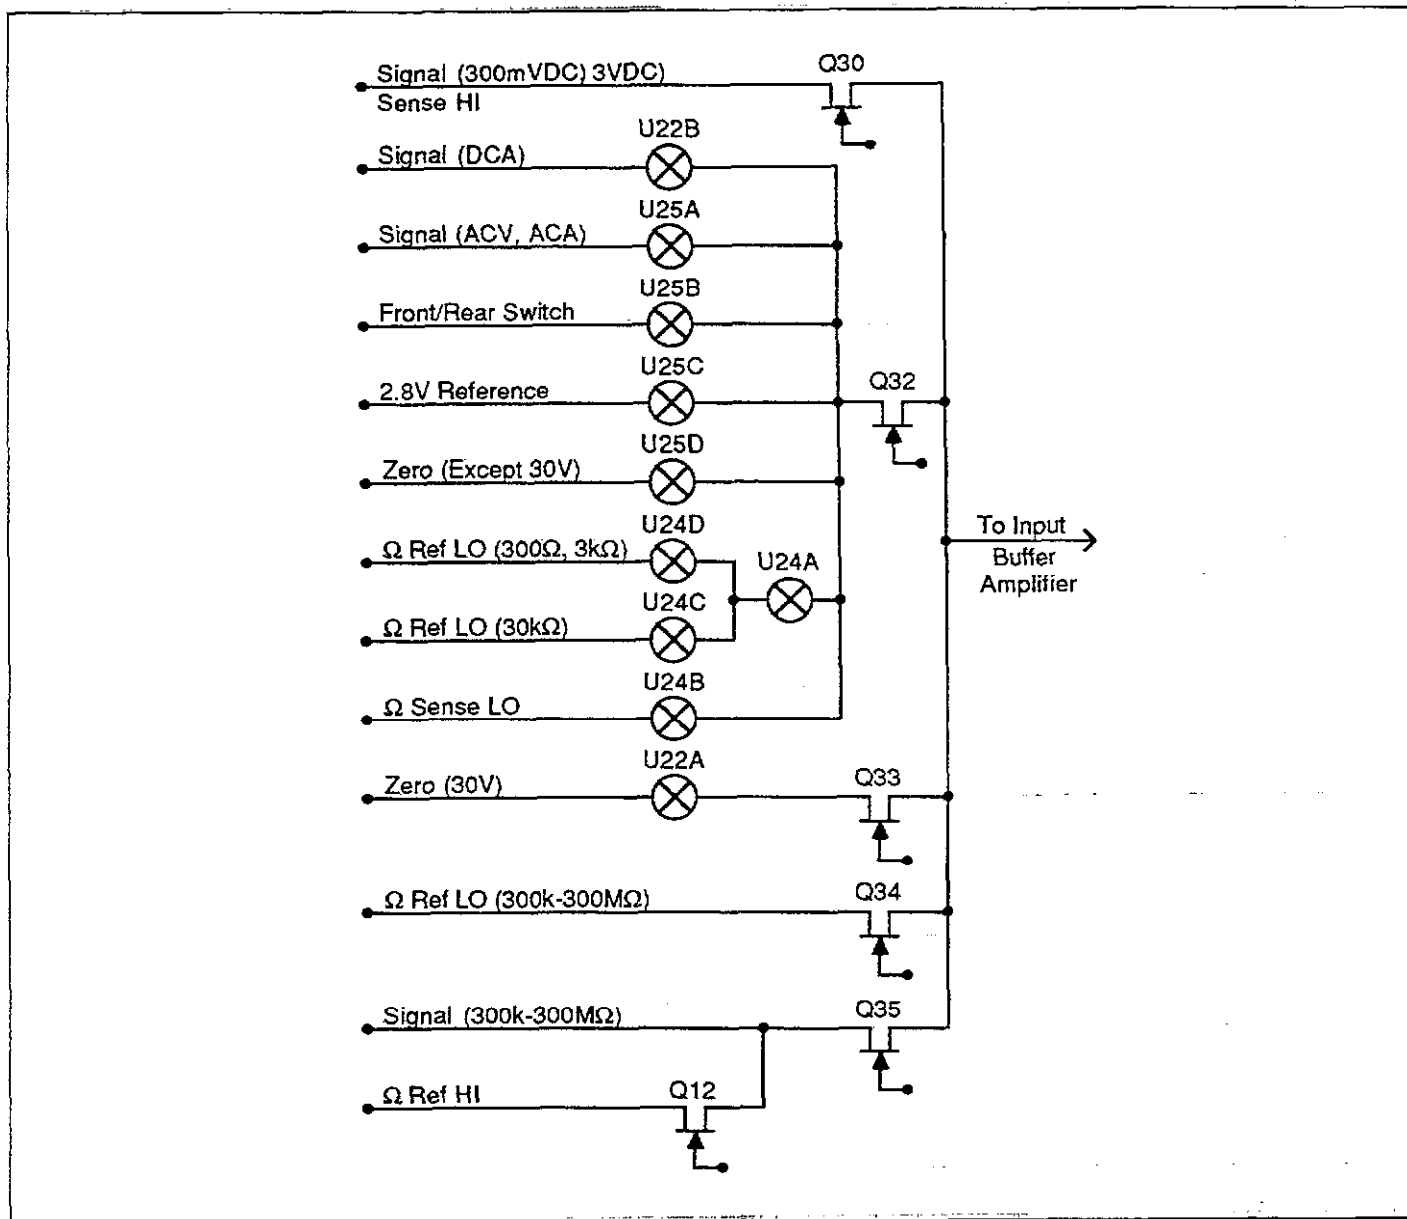 Signal (300mVDC) 3VDC)
Sense HI
Q30
U22B
Signal (DCA)
U25A
Signal (ACV, ACA)
U25B
Front/Rear Switch
U25C
2.8V Reference
Q32
U25D
Zero (Except 30V)
U24D
Ω Ref LO (300Ω, 3kΩ)
U24A
To Input
Buffer
Amplifier
U24C
Ω Ref LO (30kΩ)
U24B
Ω Sense LO
U22A
Zero (30V)
Q33
Ω Ref LO (300k-300MΩ)
Q34
Signal (300k-300MΩ)
Q35
Ω Ref HI
Q12